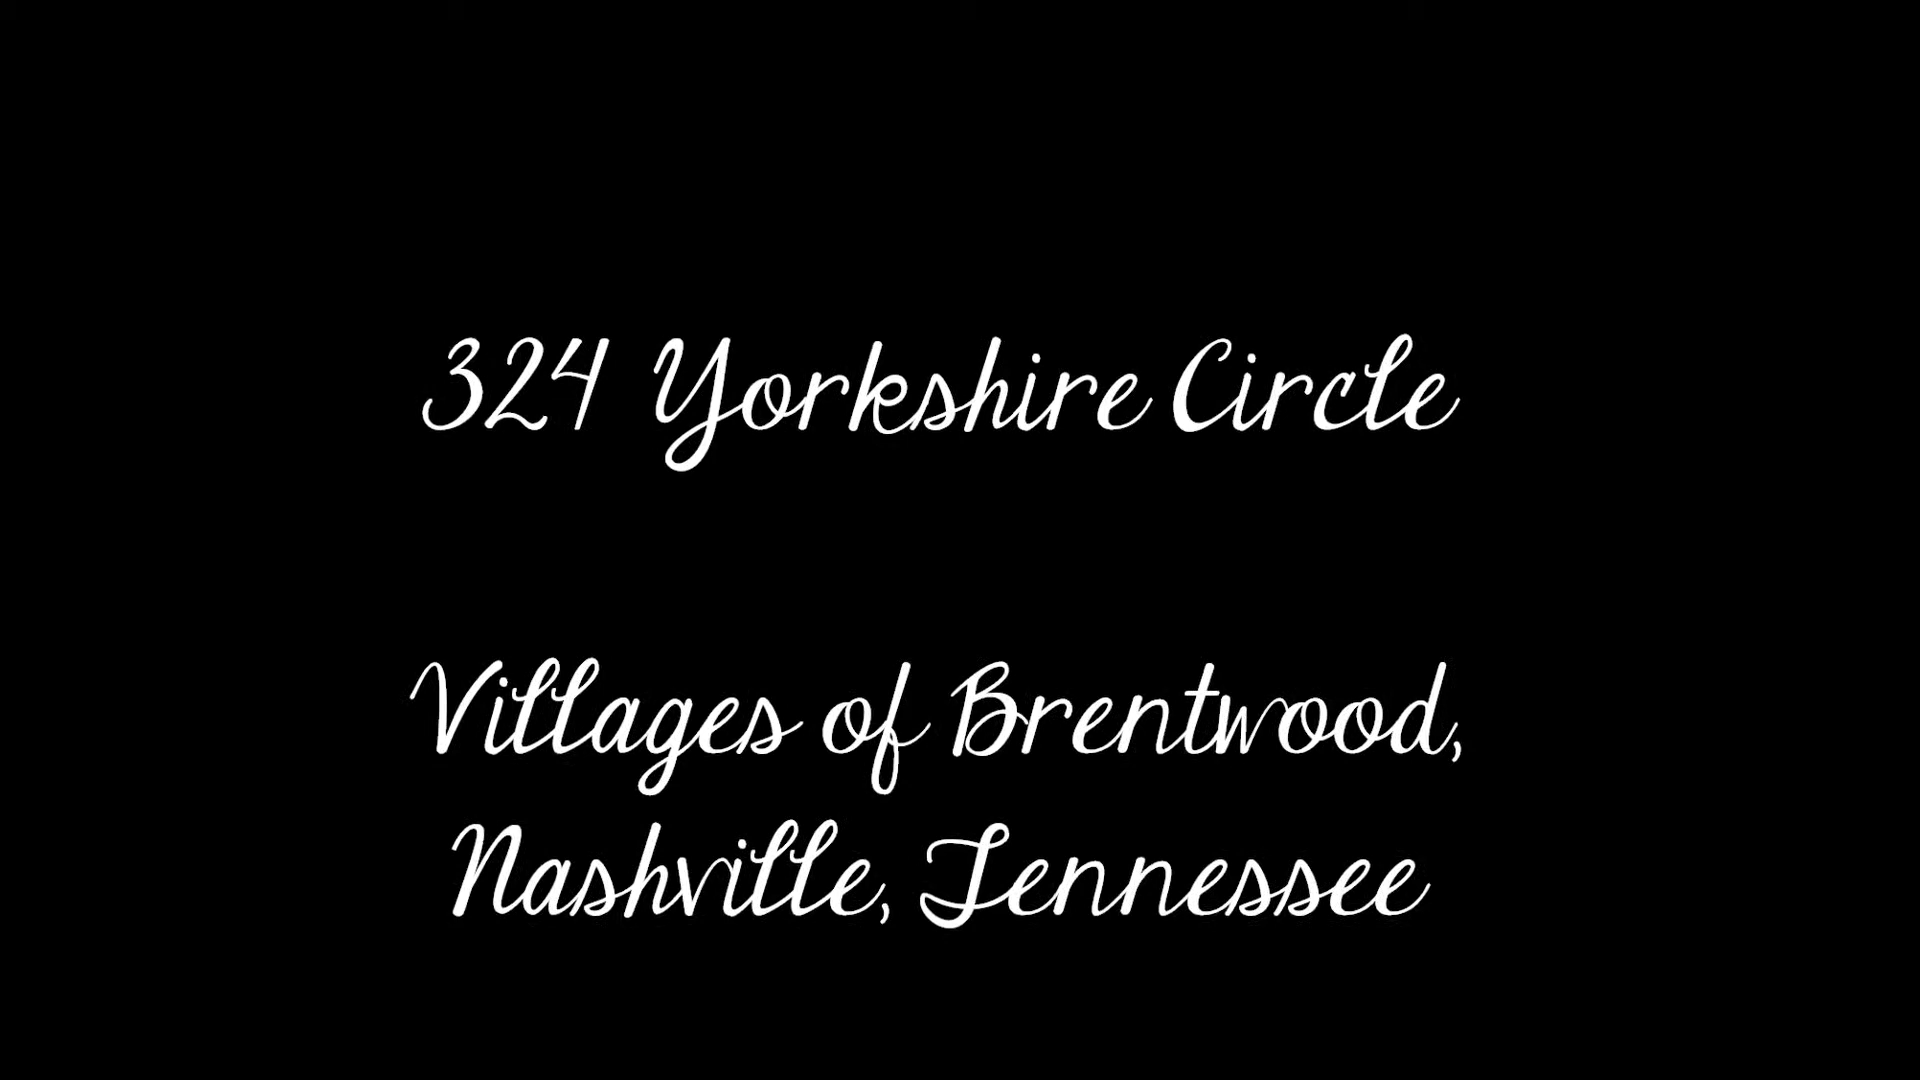 324 Yorkshire Circle
Villages of Brentwood,
Nashville, Tennessee